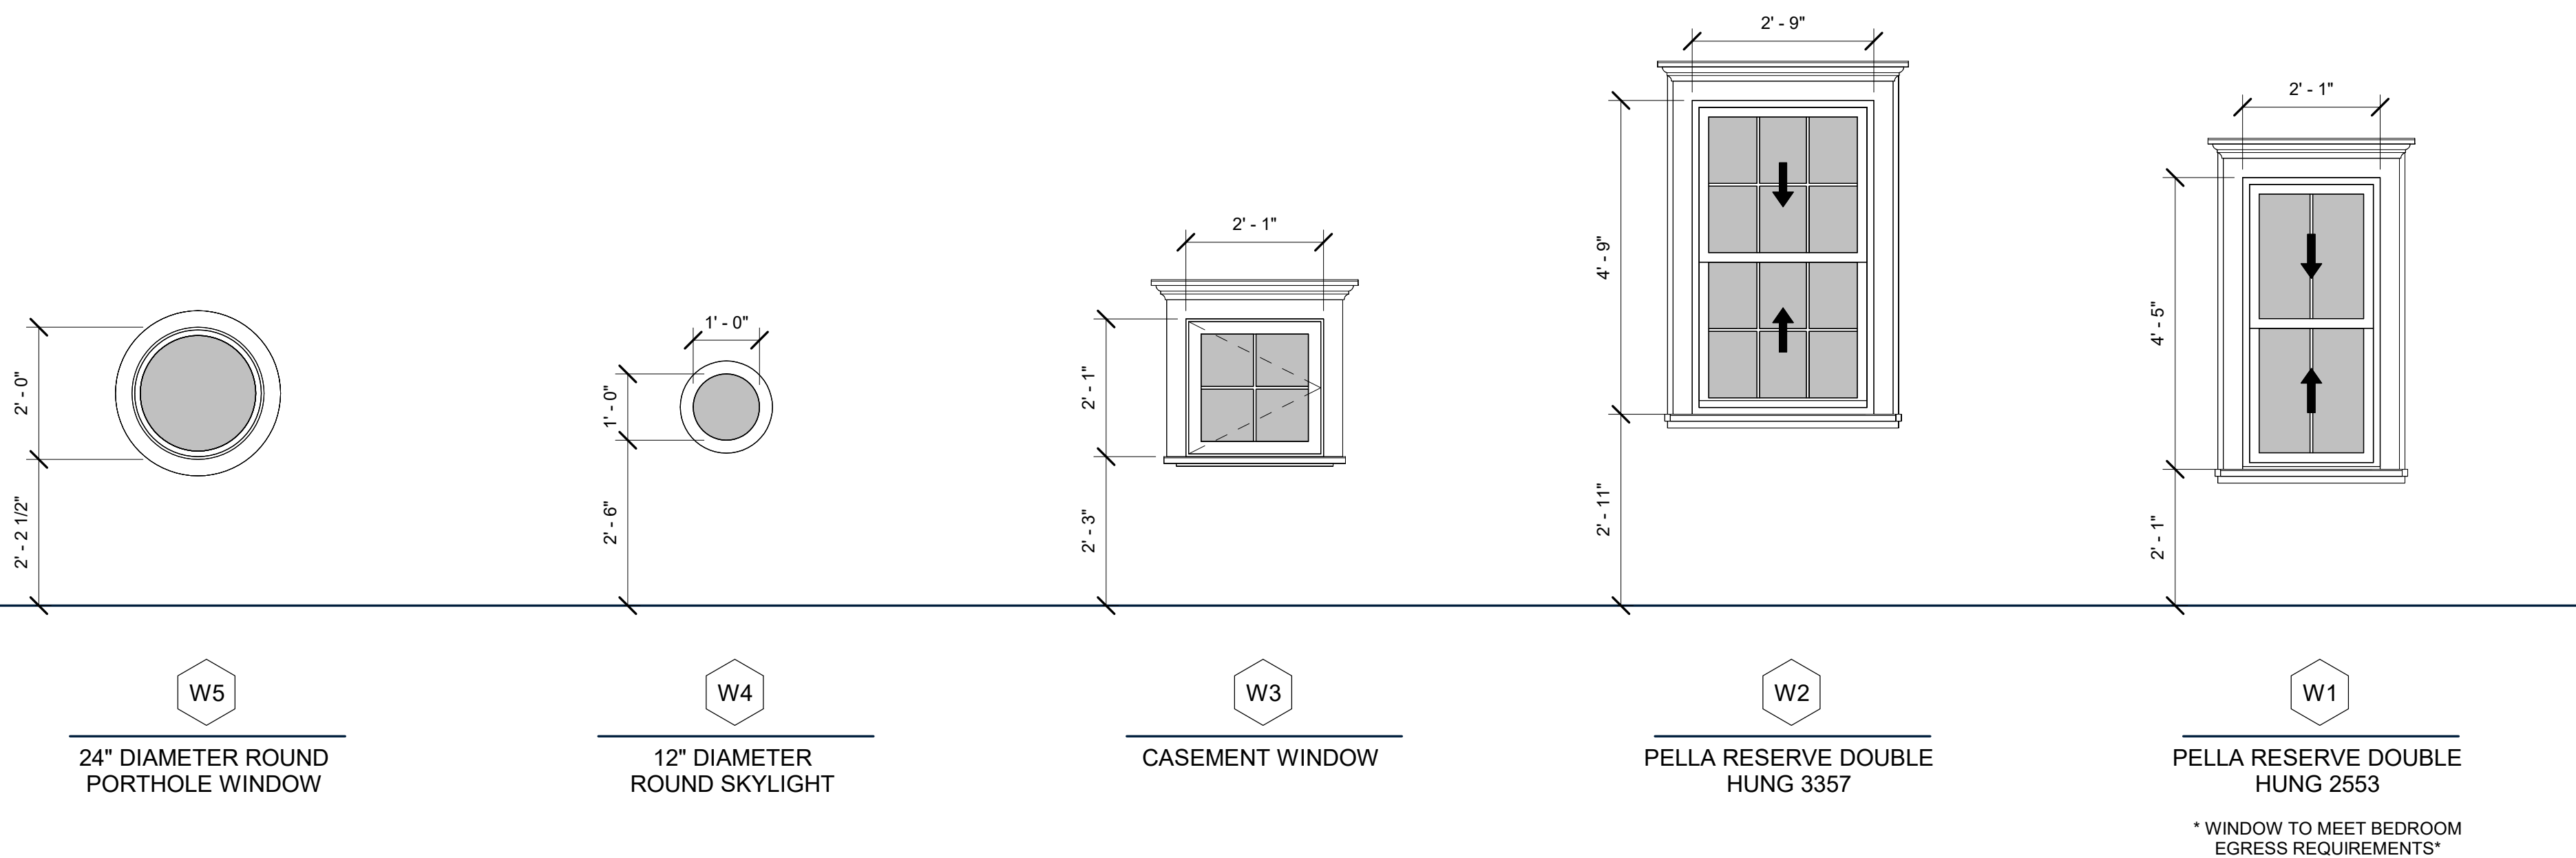 2' - 0"
2' - 2 1/2"
W5
24" DIAMETER ROUND
PORTHOLE WINDOW
1' - 0"
1' - 0"
2' - 6"
W4
12" DIAMETER
ROUND SKYLIGHT
2' - 1"
2' - 1"
2' - 3"
W3
CASEMENT WINDOW
2' - 9"
4' - 9"
2' - 11"
W2
PELLA RESERVE DOUBLE
HUNG 3357
2' - 1"
4' - 5"
2' - 1"
W1
PELLA RESERVE DOUBLE
HUNG 2553
* WINDOW TO MEET BEDROOM
EGRESS REQUIREMENTS*